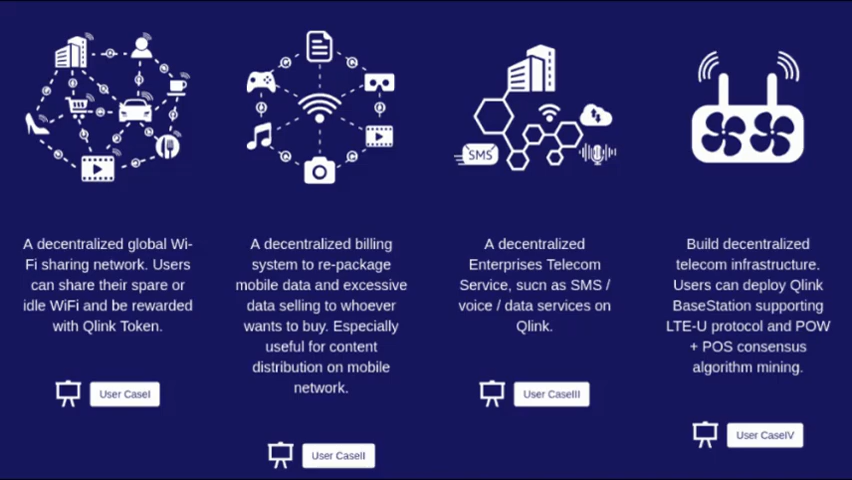 SMS
A decentralized global Wi-
Fi sharing network. Users
can share their spare or
idle WiFi and be rewarded
with Qlink Token.
User CaseI
A decentralized billing
system to re-package
mobile data and excessive
data selling to whoever
wants to buy. Especially
useful for content
distribution on mobile
network.
User CaseII
A decentralized
Enterprises Telecom
Service, sucn as SMS /
voice / data services on
Qlink.
User CaseIII
Build decentralized
telecom infrastructure.
Users can deploy Qlink
BaseStation supporting
LTE-U protocol and POW
+ POS consensus
algorithm mining.
User CaseIV